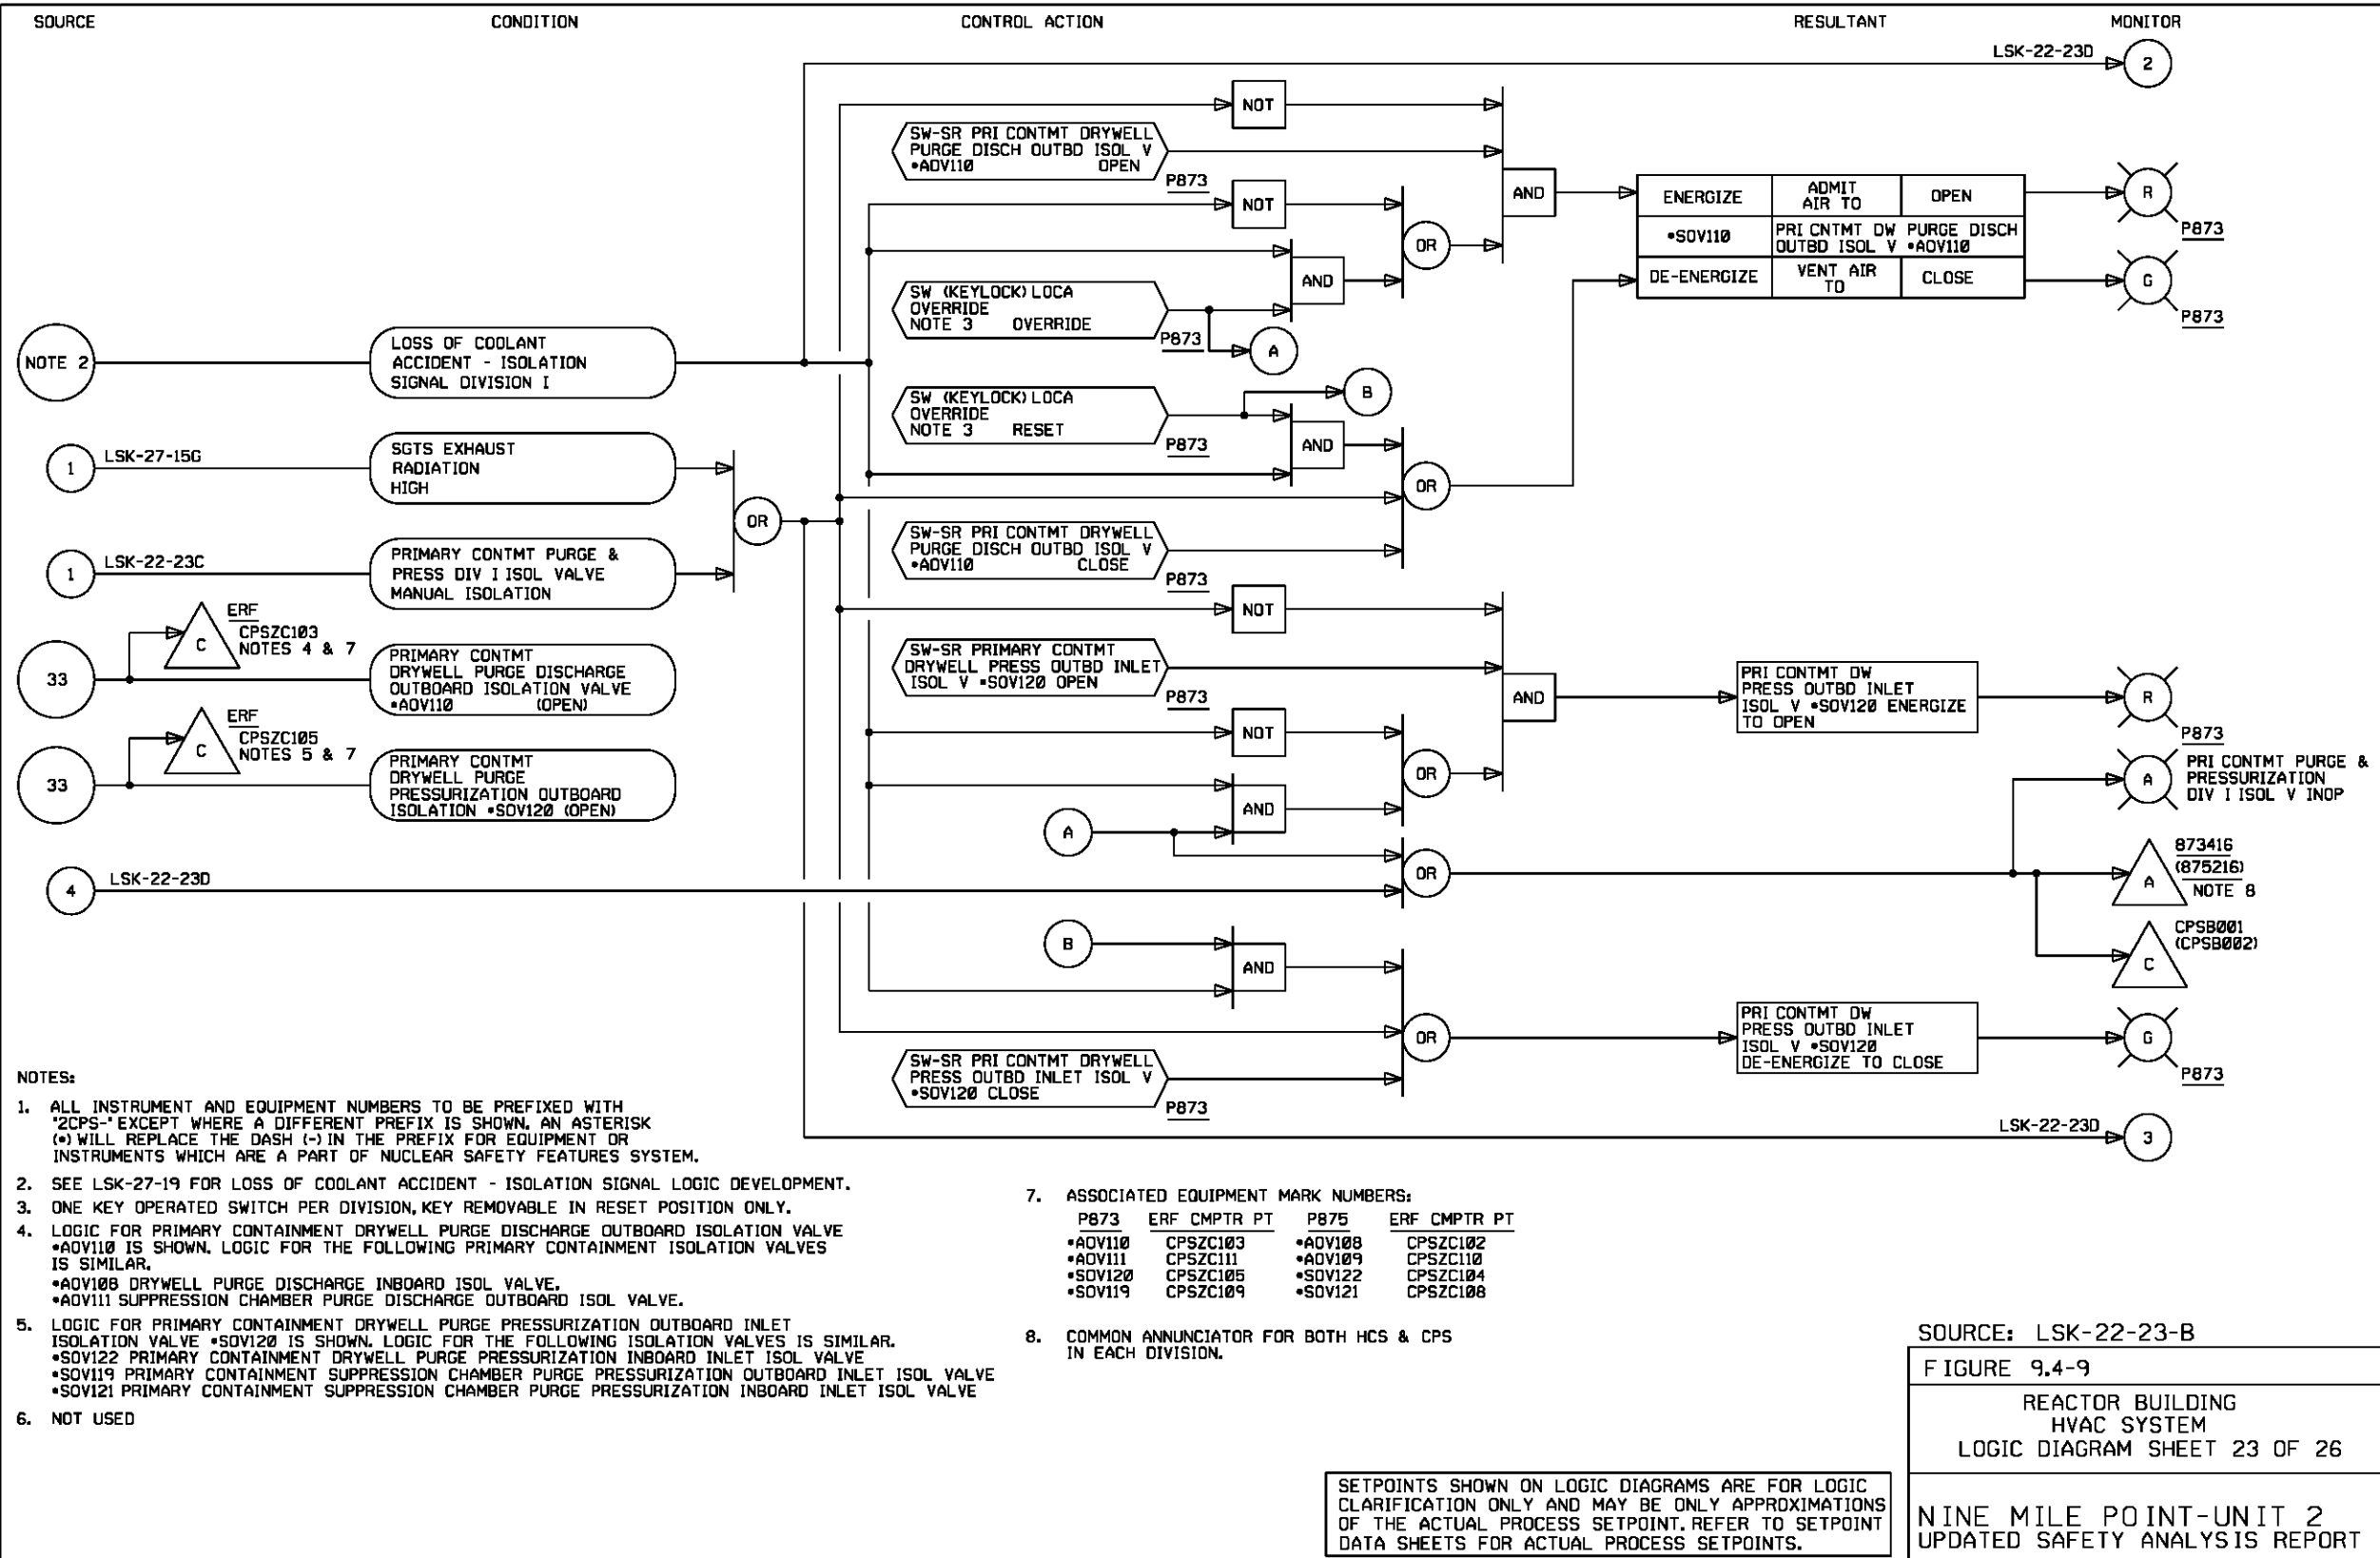 SOURCE
CONDITION
CONTROL ACTION
RESULTANT
MONITOR
LSK-22-23D
2
NOT
SW-SR PRI CONTMT DRYWELL
PURGE DISCH OUTBD ISOL V
*AOV110 OPEN
P873
NOT
AND
OR
AND
SW (KEYLOCK) LOCA
OVERRIDE
NOTE 3 OVERRIDE
P873
A
ENERGIZE
ADMIT
AIR TO
OPEN
*SOV110
PRI CNTMT DW PURGE DISCH
OUTBD ISOL V *AOV110
DE-ENERGIZE
VENT AIR
TO
CLOSE
R
P873
G
P873
NOTE 2
LOSS OF COOLANT
ACCIDENT - ISOLATION
SIGNAL DIVISION I
B
SW (KEYLOCK) LOCA
OVERRIDE
NOTE 3 RESET
P873
AND
OR
1
LSK-27-15G
SGTS EXHAUST
RADIATION
HIGH
OR
SW-SR PRI CONTMT DRYWELL
PURGE DISCH OUTBD ISOL V
*AOV110 CLOSE
P873
1
LSK-22-23C
PRIMARY CONTMT PURGE &
PRESS DIV I ISOL VALVE
MANUAL ISOLATION
NOT
C
ERF
CPSZC103
NOTES 4 & 7
33
PRIMARY CONTMT
DRYWELL PURGE DISCHARGE
OUTBOARD ISOLATION VALVE
*AOV110 (OPEN)
SW-SR PRIMARY CONTMT
DRYWELL PRESS OUTBD INLET
ISOL V *SOV120 OPEN
P873
AND
PRI CONTMT DW
PRESS OUTBD INLET
ISOL V *SOV120 ENERGIZE
TO OPEN
R
P873
C
ERF
CPSZC105
NOTES 5 & 7
33
PRIMARY CONTMT
DRYWELL PURGE
PRESSURIZATION OUTBOARD
ISOLATION *SOV120 (OPEN)
NOT
OR
AND
A
A
PRI CONTMT PURGE &
PRESSURIZATION
DIV I ISOL V INOP
4
LSK-22-23D
OR
A
873416
(875216)
NOTE 8
C
CPSB001
(CPSB002)
B
AND
OR
SW-SR PRI CONTMT DRYWELL
PRESS OUTBD INLET ISOL V
*SOV120 CLOSE
P873
PRI CONTMT DW
PRESS OUTBD INLET
ISOL V *SOV120
DE-ENERGIZE TO CLOSE
G
P873
LSK-22-23D
3
NOTES:
1. ALL INSTRUMENT AND EQUIPMENT NUMBERS TO BE PREFIXED WITH
"2CPS-" EXCEPT WHERE A DIFFERENT PREFIX IS SHOWN. AN ASTERISK
(*) WILL REPLACE THE DASH (-) IN THE PREFIX FOR EQUIPMENT OR
INSTRUMENTS WHICH ARE A PART OF NUCLEAR SAFETY FEATURES SYSTEM.
2. SEE LSK-27-19 FOR LOSS OF COOLANT ACCIDENT - ISOLATION SIGNAL LOGIC DEVELOPMENT.
3. ONE KEY OPERATED SWITCH PER DIVISION, KEY REMOVABLE IN RESET POSITION ONLY.
4. LOGIC FOR PRIMARY CONTAINMENT DRYWELL PURGE DISCHARGE OUTBOARD ISOLATION VALVE
*AOV110 IS SHOWN. LOGIC FOR THE FOLLOWING PRIMARY CONTAINMENT ISOLATION VALVES
IS SIMILAR.
*AOV108 DRYWELL PURGE DISCHARGE INBOARD ISOL VALVE.
*AOV111 SUPPRESSION CHAMBER PURGE DISCHARGE OUTBOARD ISOL VALVE.
5. LOGIC FOR PRIMARY CONTAINMENT DRYWELL PURGE PRESSURIZATION OUTBOARD INLET
ISOLATION VALVE *SOV120 IS SHOWN. LOGIC FOR THE FOLLOWING ISOLATION VALVES IS SIMILAR.
*SOV122 PRIMARY CONTAINMENT DRYWELL PURGE PRESSURIZATION INBOARD INLET ISOL VALVE
*SOV119 PRIMARY CONTAINMENT SUPPRESSION CHAMBER PURGE PRESSURIZATION OUTBOARD INLET ISOL VALVE
*SOV121 PRIMARY CONTAINMENT SUPPRESSION CHAMBER PURGE PRESSURIZATION INBOARD INLET ISOL VALVE
6. NOT USED
7. ASSOCIATED EQUIPMENT MARK NUMBERS:
P873 ERF CMPTR PT P875 ERF CMPTR PT
*AOV110 CPSZC103 *AOV108 CPSZC102
*AOV111 CPSZC111 *AOV109 CPSZC110
*SOV120 CPSZC105 *SOV122 CPSZC104
*SOV119 CPSZC109 *SOV121 CPSZC108
8. COMMON ANNUNCIATOR FOR BOTH HCS & CPS
IN EACH DIVISION.
SETPOINTS SHOWN ON LOGIC DIAGRAMS ARE FOR LOGIC
CLARIFICATION ONLY AND MAY BE ONLY APPROXIMATIONS
OF THE ACTUAL PROCESS SETPOINT. REFER TO SETPOINT
DATA SHEETS FOR ACTUAL PROCESS SETPOINTS.
SOURCE: LSK-22-23-B
FIGURE 9.4-9
REACTOR BUILDING
HVAC SYSTEM
LOGIC DIAGRAM SHEET 23 OF 26
NINE MILE POINT-UNIT 2
UPDATED SAFETY ANALYSIS REPORT